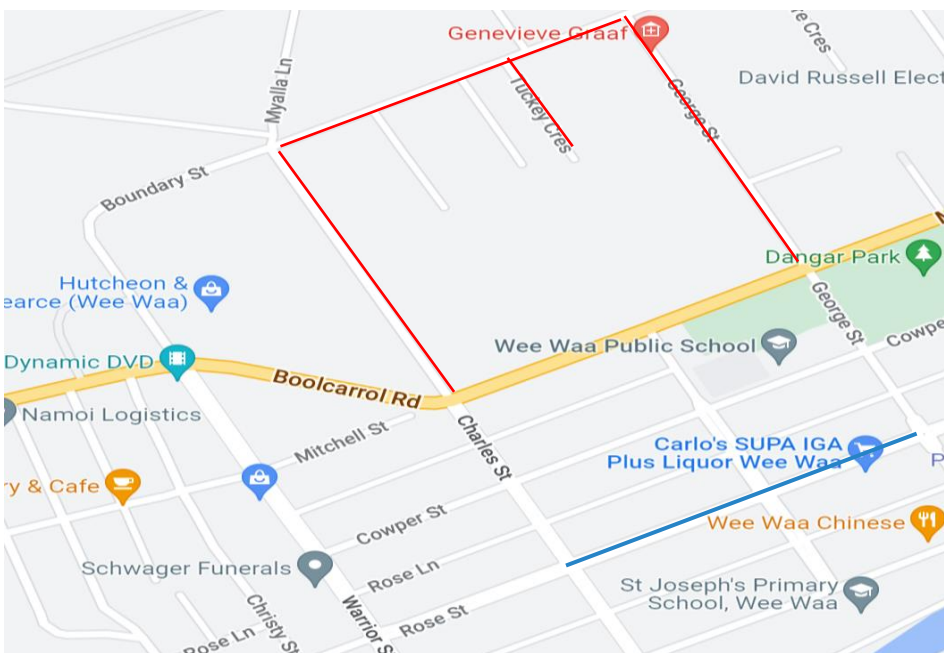 Genevieve Graaf
Myalla Ln
Tuckey Cres
George St
e Cres
David Russell Elect
Boundary St
Hutcheon &
earce (Wee Waa)
Dangar Park
N
George St
Cowpe
Wee Waa Public School
Dynamic DVD
Boolcarrol Rd
Namoi Logistics
Mitchell St
Charles St
Carlo's SUPA IGA
Plus Liquor Wee Waa
P
ry & Cafe
Cowper St
Wee Waa Chinese
Schwager Funerals
Rose Ln
St Joseph's Primary
School, Wee Waa
Christy St
Warrior S
Rose St
Rose Ln